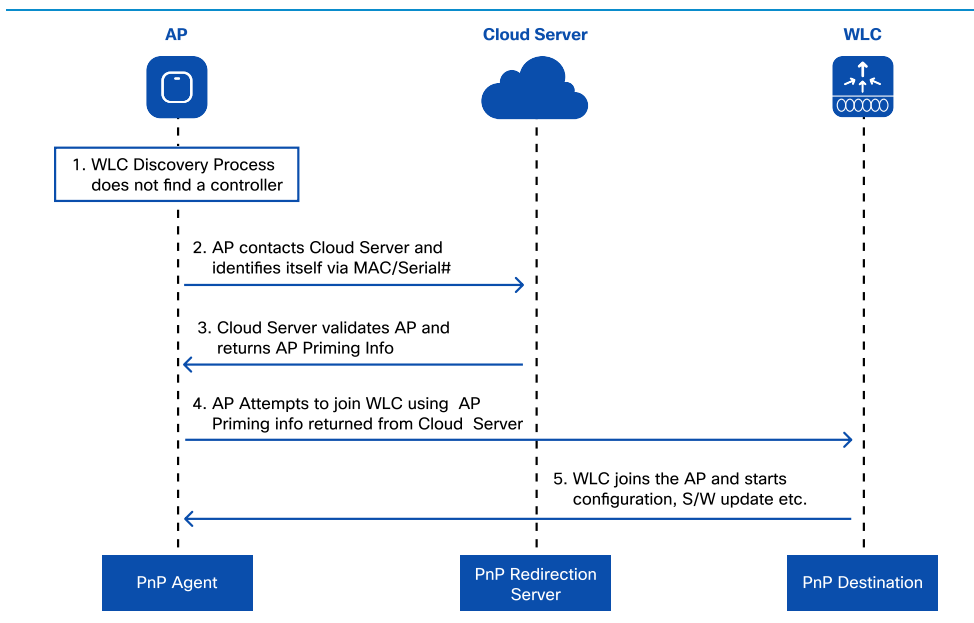 AP
Cloud Server
WLC
1. WLC Discovery Process
does not find a controller
2. AP contacts Cloud Server and
identifies itself via MAC/Serial#
3. Cloud Server validates AP and
returns AP Priming Info
4. AP Attempts to join WLC using AP
Priming info returned from Cloud Server
5. WLC joins the AP and starts
configuration, S/W update etc.
PnP Agent
PnP Redirection
Server
PnP Destination